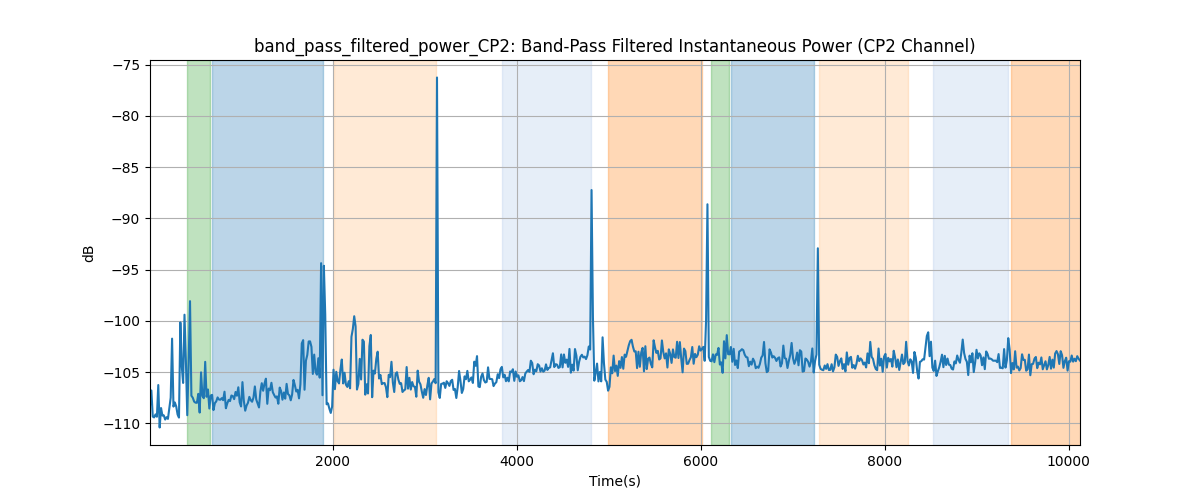 band_pass_filtered_power_CP2: Band-Pass Filtered Instantaneous Power (CP2 Channel)
−75
−80
−85
−90
−95
−100
−105
−110
dB
2000 4000 6000 8000 10000
Time(s)